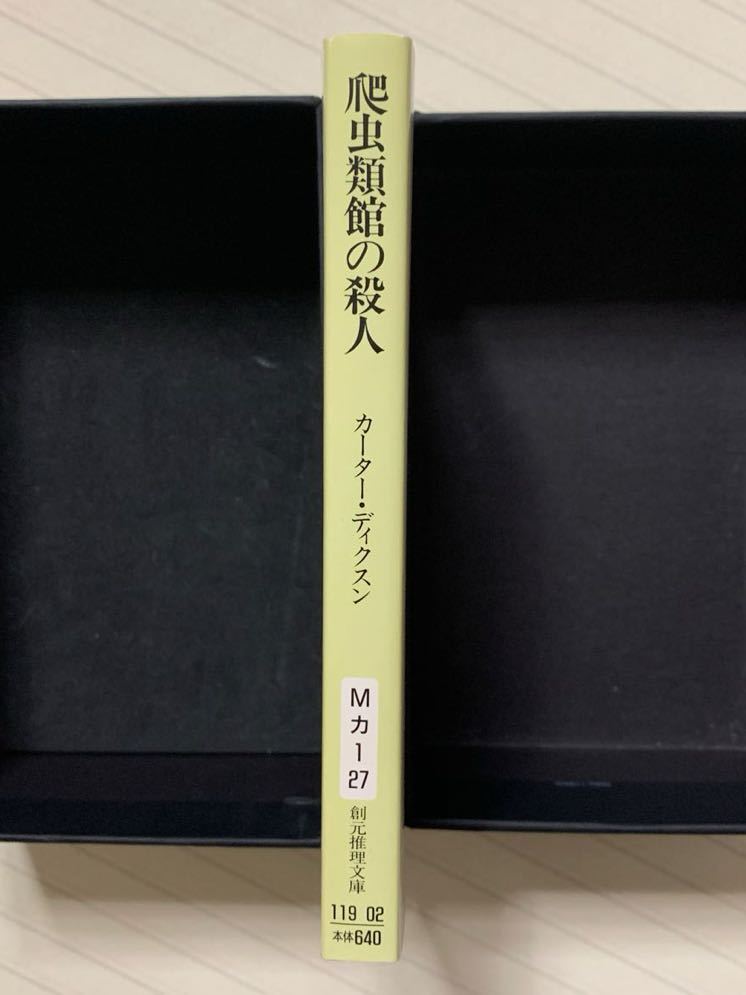 爬虫類館の殺人
カーター・ディクスン
M
カ
1
27
創元推理文庫
119 02
本体640